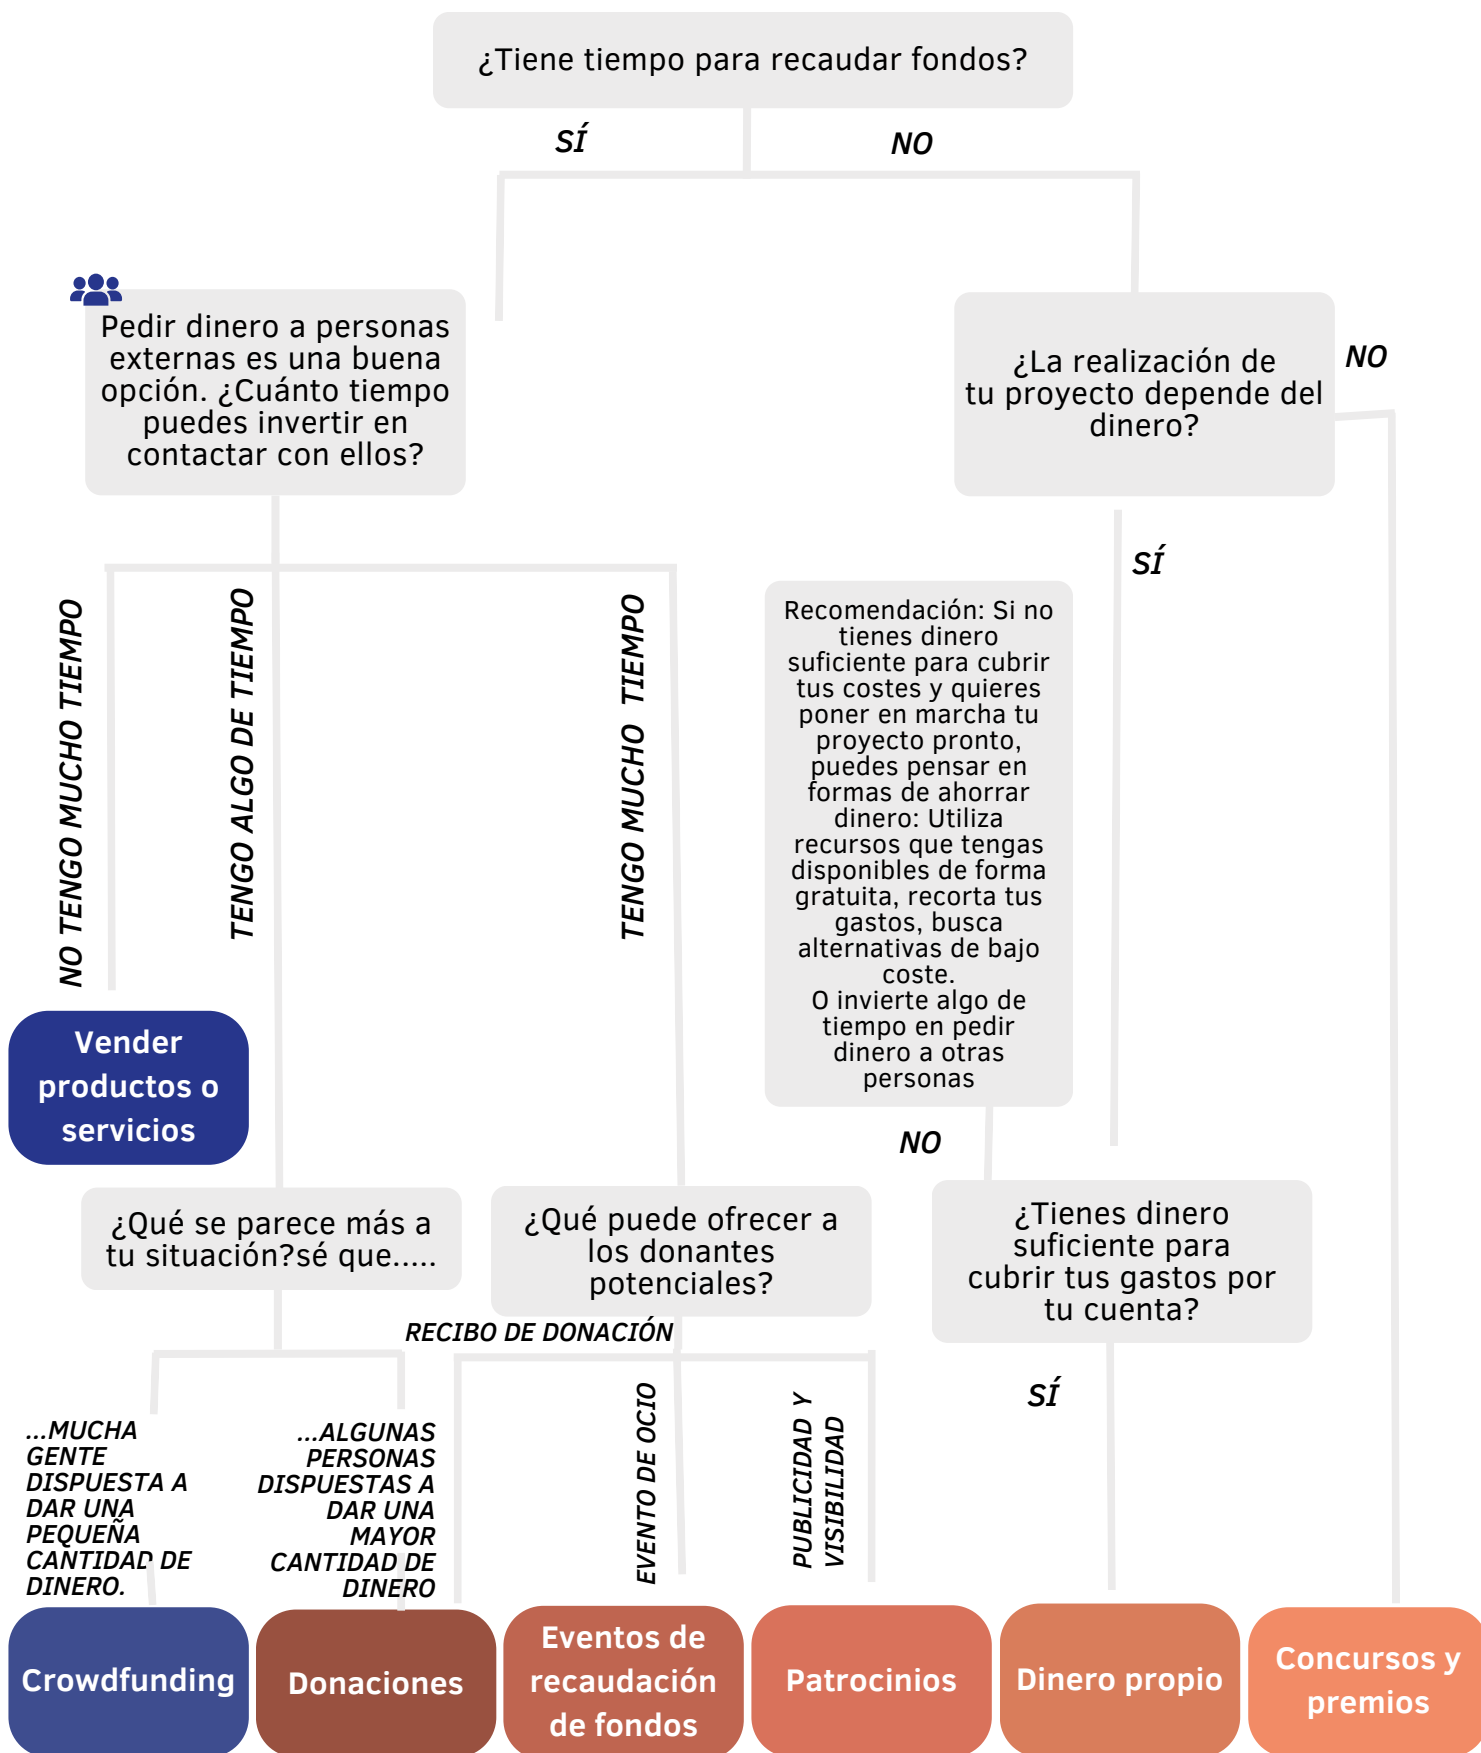 ¿Tiene tiempo para recaudar fondos?
SÍ
NO
Pedir dinero a personas
externas es una buena
opción. ¿Cuánto tiempo
puedes invertir en
contactar con ellos?
¿La realización de
tu proyecto depende del
dinero?
NO
SÍ
NO TENGO MUCHO TIEMPO
TENGO ALGO DE TIEMPO
TENGO MUCHO TIEMPO
Recomendación: Si no
tienes dinero
suficiente para cubrir
tus costes y quieres
poner en marcha tu
proyecto pronto,
puedes pensar en
formas de ahorrar
dinero: Utiliza
recursos que tengas
disponibles de forma
gratuita, recorta tus
gastos, busca
alternativas de bajo
coste.
O invierte algo de
tiempo en pedir
dinero a otras
personas
Vender
productos o
servicios
NO
¿Qué se parece más a
tu situación?sé que.....
¿Qué puede ofrecer a
los donantes
potenciales?
¿Tienes dinero
suficiente para
cubrir tus gastos por
tu cuenta?
RECIBO DE DONACIÓN
SÍ
...MUCHA
GENTE
DISPUESTA A
DAR UNA
PEQUEÑA
CANTIDAD DE
DINERO.
...ALGUNAS
PERSONAS
DISPUESTAS A
DAR UNA
MAYOR
CANTIDAD DE
DINERO
EVENTO DE OCIO
PUBLICIDAD Y
VISIBILIDAD
Crowdfunding
Donaciones
Eventos de
recaudación
de fondos
Patrocinios
Dinero propio
Concursos y
premios